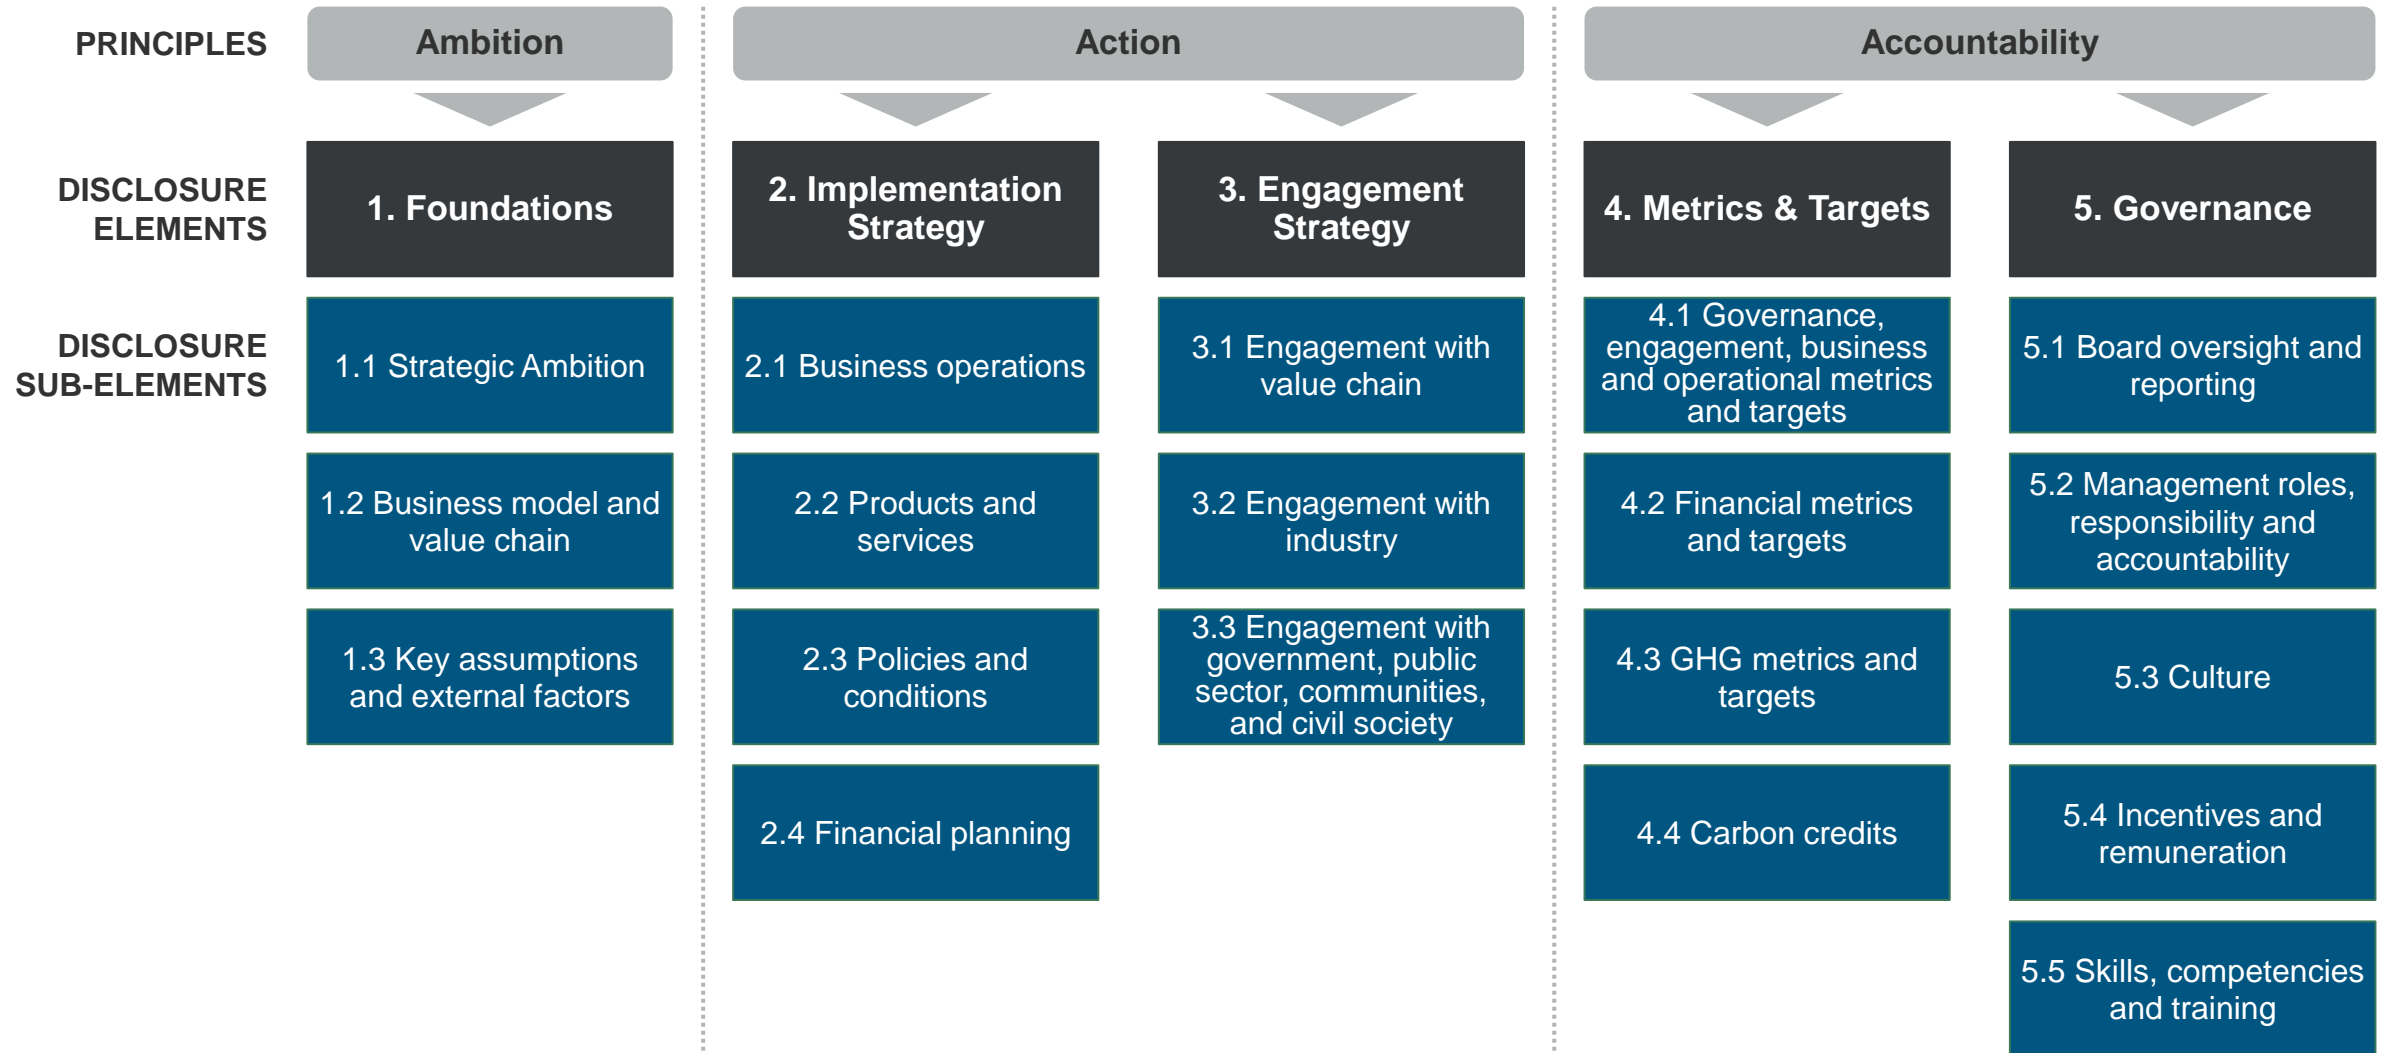 PRINCIPLES
Ambition
Action
Accountability
DISCLOSURE
ELEMENTS
1. Foundations
2. Implementation
Strategy
3. Engagement
Strategy
4. Metrics & Targets
5. Governance
DISCLOSURE
SUB-ELEMENTS
1.1 Strategic Ambition
2.1 Business operations
3.1 Engagement with
value chain
4.1 Governance,
engagement, business
and operational metrics
and targets
5.1 Board oversight and
reporting
1.2 Business model and
value chain
2.2 Products and
services
3.2 Engagement with
industry
4.2 Financial metrics
and targets
5.2 Management roles,
responsibility and
accountability
1.3 Key assumptions
and external factors
2.3 Policies and
conditions
3.3 Engagement with
government, public
sector, communities,
and civil society
4.3 GHG metrics and
targets
5.3 Culture
2.4 Financial planning
4.4 Carbon credits
5.4 Incentives and
remuneration
5.5 Skills, competencies
and training